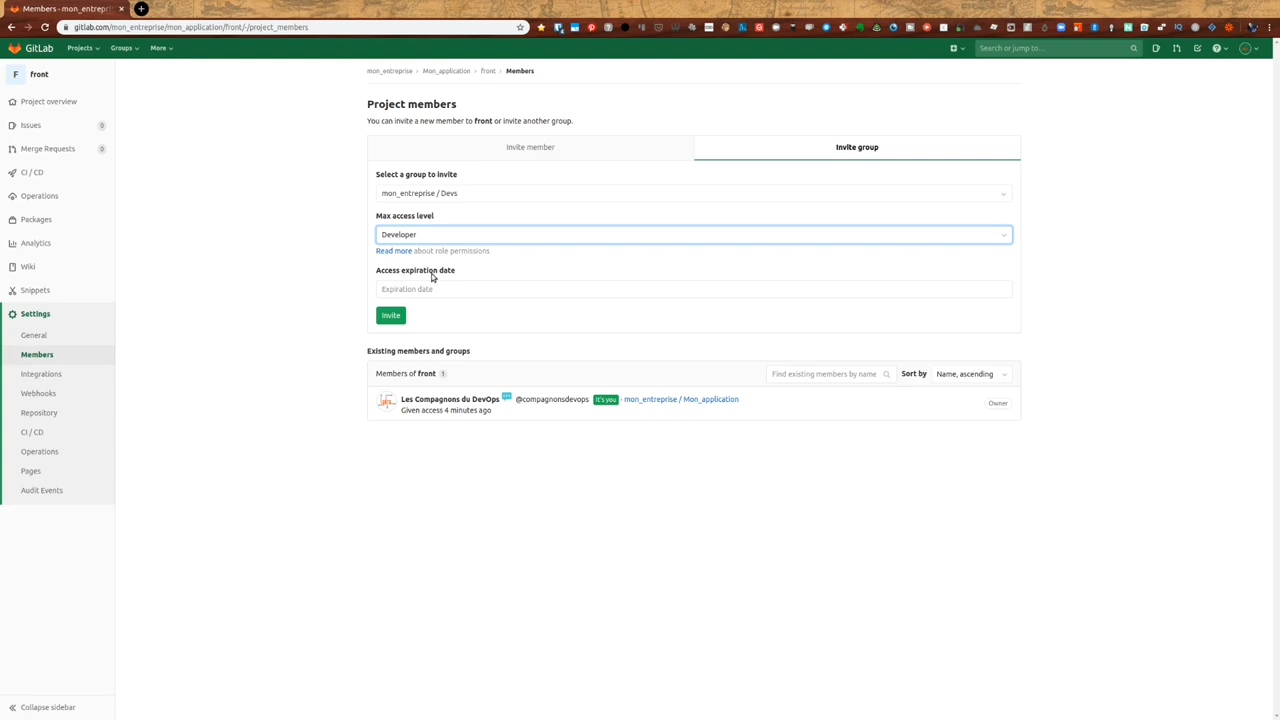 Members · mon_entrepri
gitlab.com/mon_entreprise/mon_application/front/-/project_members
GitLab
Projects
Groups
More
Search or jump to...
F
front
Project overview
Issues 0
Merge Requests 0
CI / CD
Operations
Packages
Analytics
Wiki
Snippets
Settings
General
Members
Integrations
Webhooks
Repository
CI / CD
Operations
Pages
Audit Events
Collapse sidebar
mon_entreprise › Mon_application › front › Members
Project members
You can invite a new member to front or invite another group.
Invite member
Invite group
Select a group to invite
mon_entreprise / Devs
Max access level
Developer
Read more about role permissions
Access expiration date
Expiration date
Invite
Existing members and groups
Members of front 1
Find existing members by name
Sort by
Name, ascending
Les Compagnons du DevOps @compagnonsdevops It's you · mon_entreprise / Mon_application
Given access 4 minutes ago
Owner